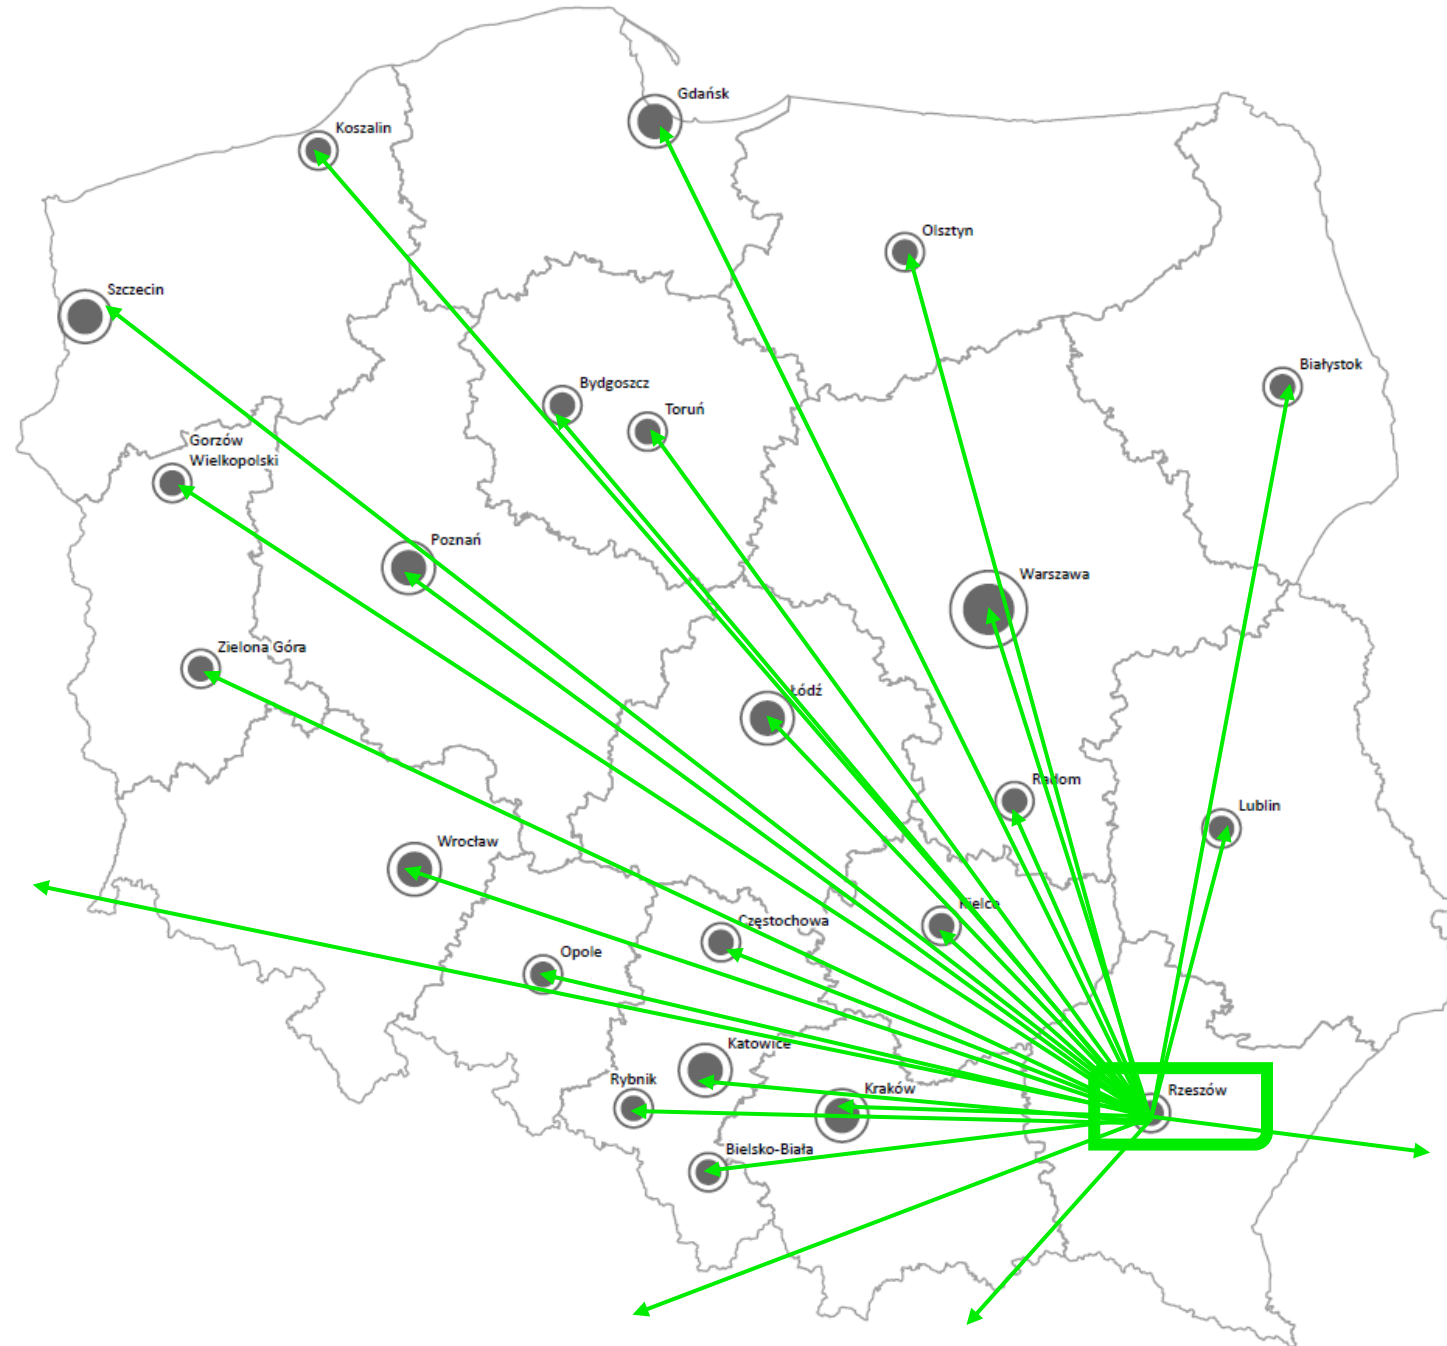 Gdańsk
Koszalin
Olsztyn
Szczecin
Białystok
Bydgoszcz
Toruń
Gorzów
Wielkopolski
Poznań
Warszawa
Zielona Góra
Łódź
Radom
Lublin
Wrocław
Kielce
Częstochowa
Opole
Katowice
Rybnik
Kraków
Rzeszów
Bielsko-Biała